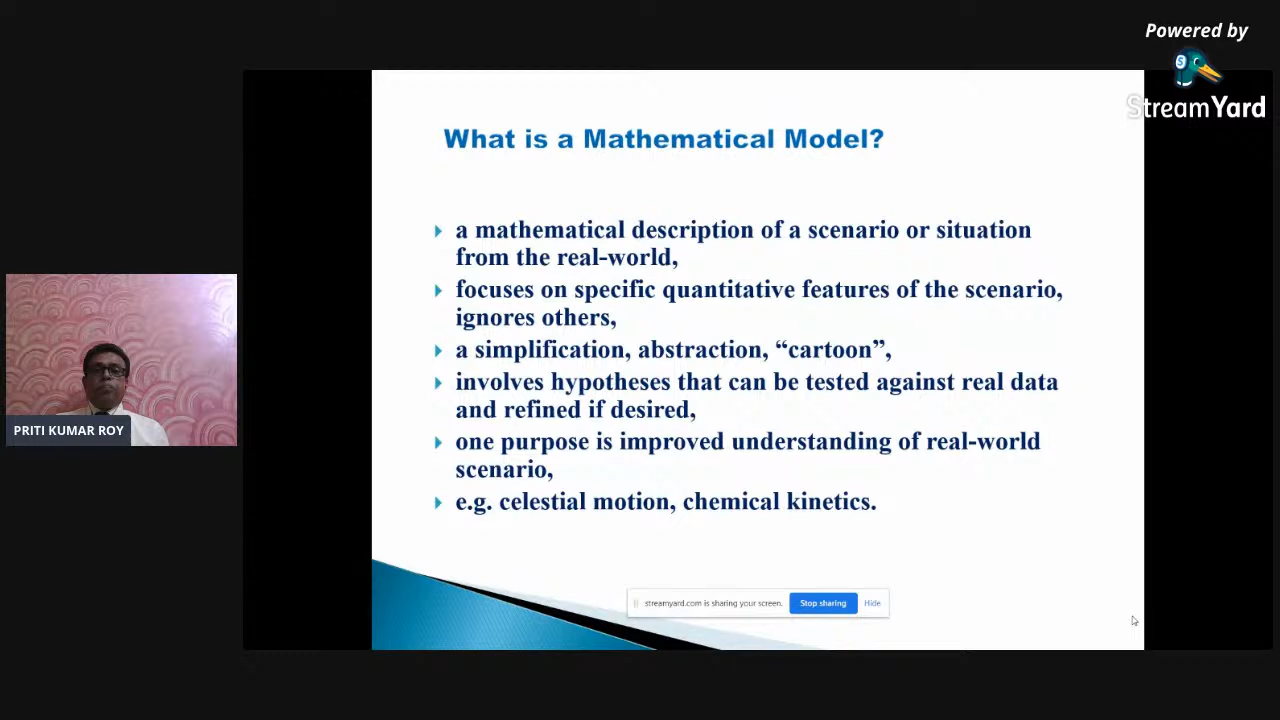 Powered by
StreamYard
What is a Mathematical Model?
a mathematical description of a scenario or situation
from the real-world,
focuses on specific quantitative features of the scenario,
ignores others,
a simplification, abstraction, “cartoon”,
involves hypotheses that can be tested against real data
and refined if desired,
one purpose is improved understanding of real-world
scenario,
e.g. celestial motion, chemical kinetics.
PRITI KUMAR ROY
streamyard.com is sharing your screen. Stop sharing Hide